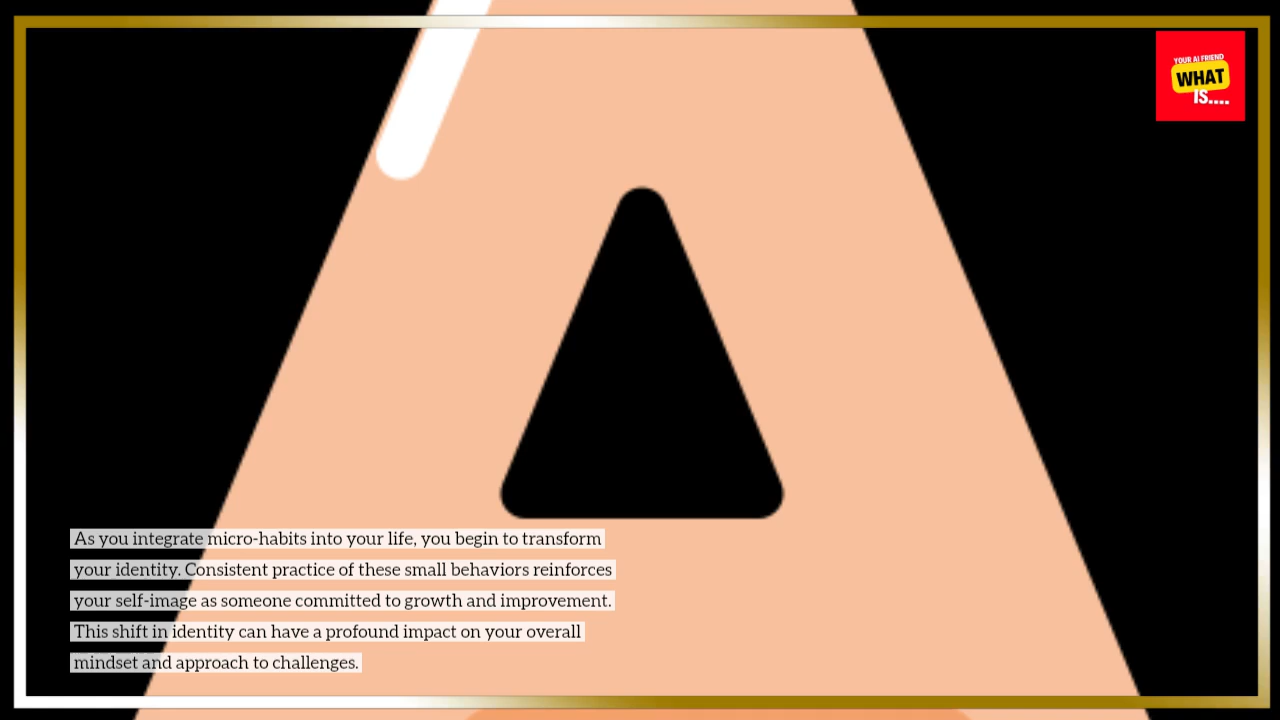 YOUR AI FRIEND
WHAT
IS....
As you integrate micro-habits into your life, you begin to transform
your identity. Consistent practice of these small behaviors reinforces
your self-image as someone committed to growth and improvement.
This shift in identity can have a profound impact on your overall
mindset and approach to challenges.